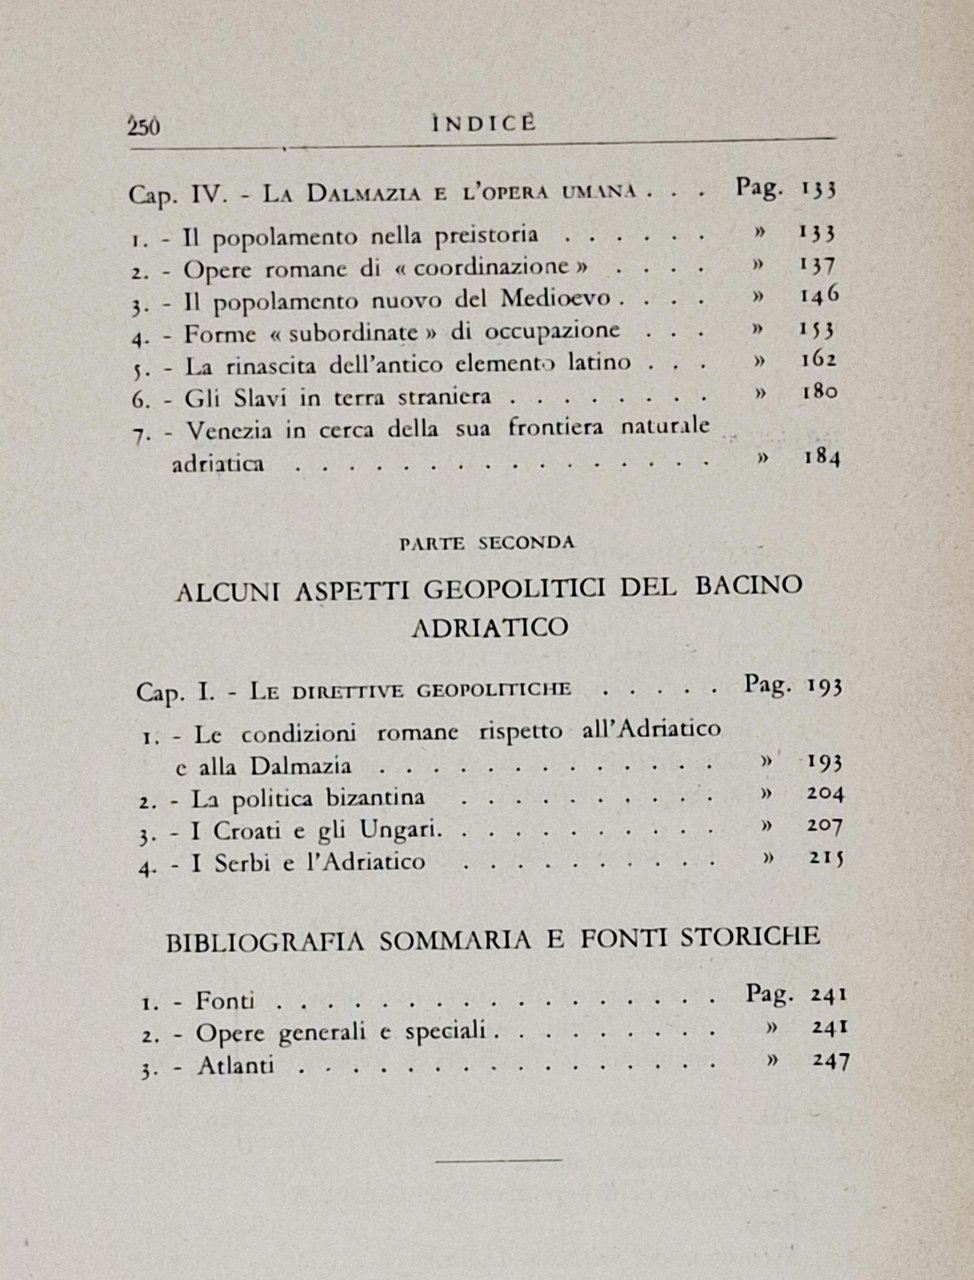 250 INDICE
Cap. IV. - La Dalmazia e l'opera umana . . . Pag. 133
1. - Il popolamento nella preistoria . . . . . . » 133
2. - Opere romane di « coordinazione » . . . . » 137
3. - Il popolamento nuovo del Medioevo . . . . » 146
4. - Forme « subordinate » di occupazione . . . » 153
5. - La rinascita dell'antico elemento latino . . . » 162
6. - Gli Slavi in terra straniera . . . . . . . . » 180
7. - Venezia in cerca della sua frontiera naturale
adriatica . . . . . . . . . . . . . . . . » 184
PARTE SECONDA
ALCUNI ASPETTI GEOPOLITICI DEL BACINO
ADRIATICO
Cap. I. - Le direttive geopolitiche . . . . . Pag. 193
1. - Le condizioni romane rispetto all'Adriatico
e alla Dalmazia . . . . . . . . . . . . . » 193
2. - La politica bizantina . . . . . . . . . . » 204
3. - I Croati e gli Ungari. . . . . . . . . . . » 207
4. - I Serbi e l'Adriatico . . . . . . . . . . » 215
BIBLIOGRAFIA SOMMARIA E FONTI STORICHE
1. - Fonti . . . . . . . . . . . . . . . . . Pag. 241
2. - Opere generali e speciali . . . . . . . . . » 241
3. - Atlanti . . . . . . . . . . . . . . . . » 247